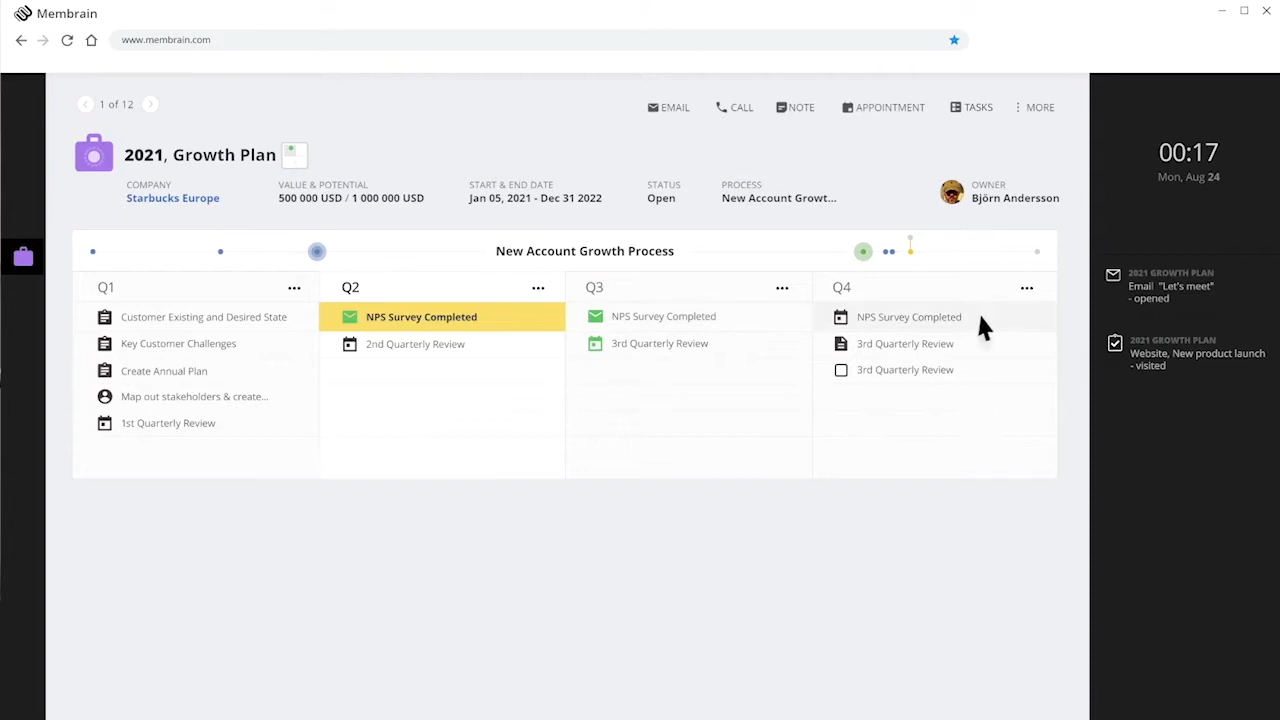 Membrain
www.membrain.com
1 of 12
EMAIL CALL NOTE APPOINTMENT TASKS MORE
2021, Growth Plan
COMPANY VALUE & POTENTIAL START & END DATE STATUS PROCESS OWNER
Starbucks Europe 500 000 USD / 1 000 000 USD Jan 05, 2021 - Dec 31 2022 Open New Account Growt... Björn Andersson
New Account Growth Process
Q1
Customer Existing and Desired State
Key Customer Challenges
Create Annual Plan
Map out stakeholders & create...
1st Quarterly Review
Q2
NPS Survey Completed
2nd Quarterly Review
Q3
NPS Survey Completed
3rd Quarterly Review
Q4
NPS Survey Completed
3rd Quarterly Review
3rd Quarterly Review
00:17
Mon, Aug 24
2021 GROWTH PLAN
Email "Let's meet"
- opened
2021 GROWTH PLAN
Website, New product launch
- visited